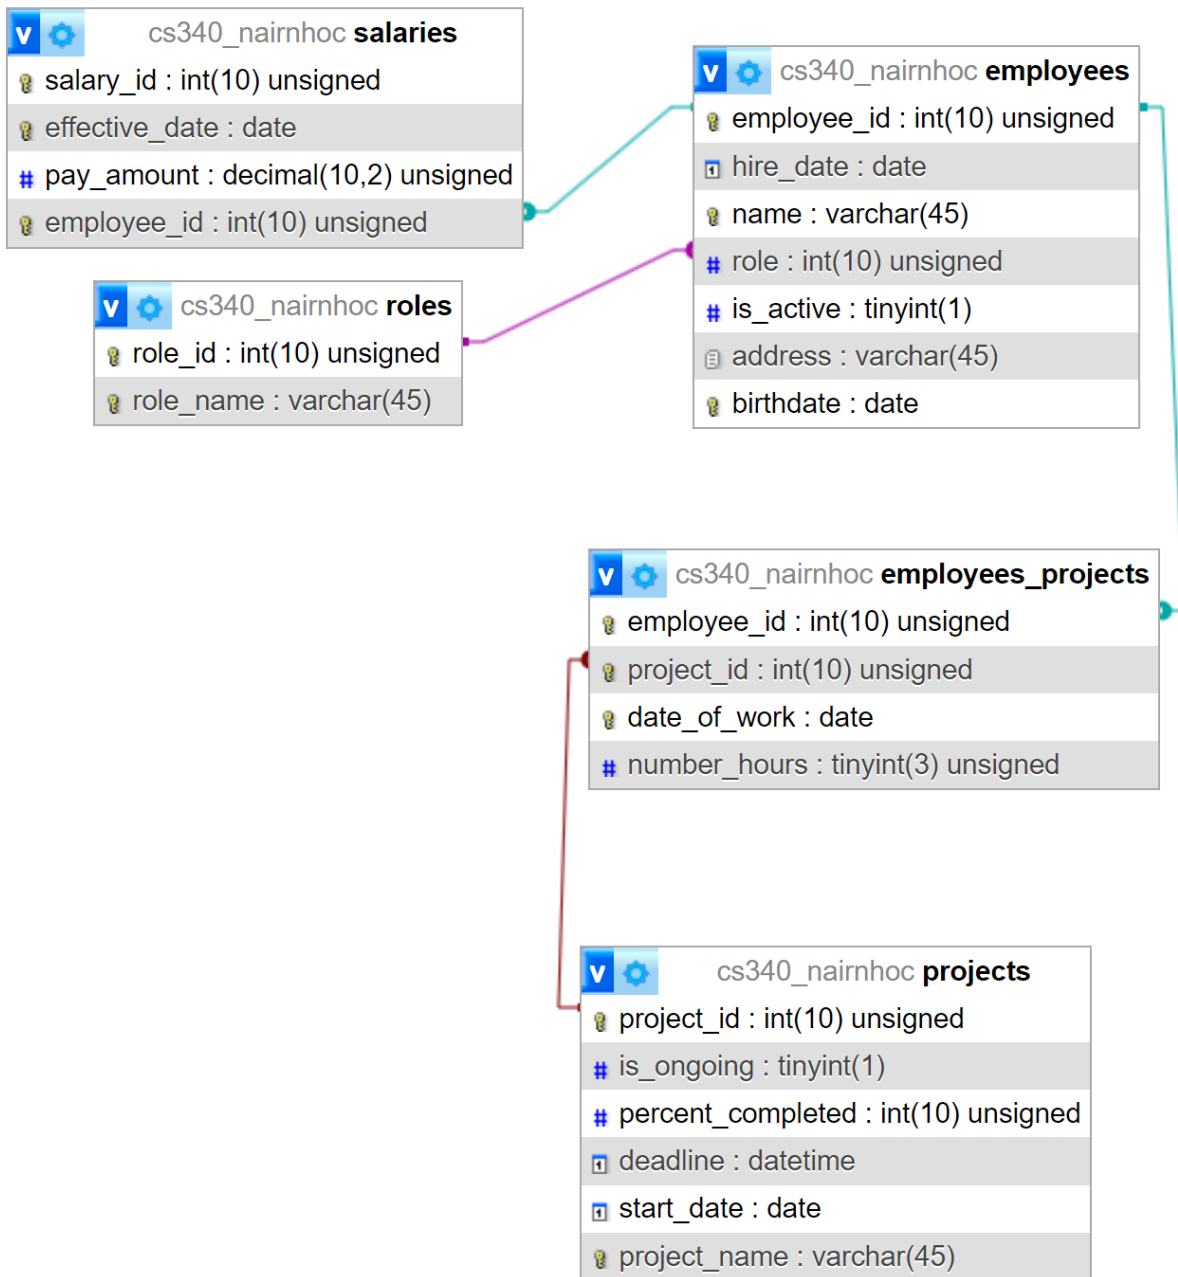 v cs340_nairnhoc salaries
salary_id : int(10) unsigned
effective_date : date
# pay_amount : decimal(10,2) unsigned
employee_id : int(10) unsigned
v cs340_nairnhoc roles
role_id : int(10) unsigned
role_name : varchar(45)
v cs340_nairnhoc employees
employee_id : int(10) unsigned
hire_date : date
name : varchar(45)
# role : int(10) unsigned
# is_active : tinyint(1)
address : varchar(45)
birthdate : date
v cs340_nairnhoc employees_projects
employee_id : int(10) unsigned
project_id : int(10) unsigned
date_of_work : date
# number_hours : tinyint(3) unsigned
v cs340_nairnhoc projects
project_id : int(10) unsigned
# is_ongoing : tinyint(1)
# percent_completed : int(10) unsigned
deadline : datetime
start_date : date
project_name : varchar(45)